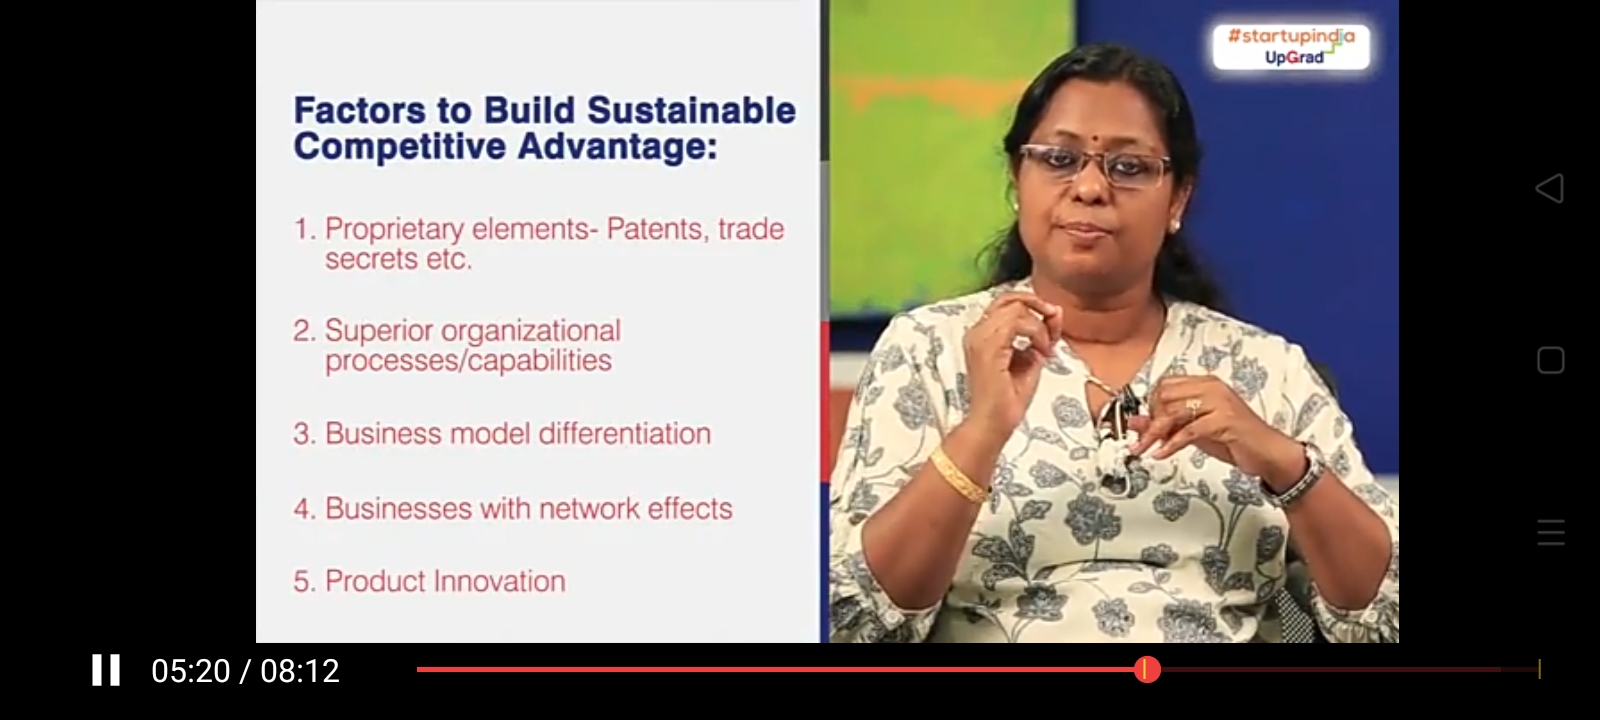 #startupindia
UpGrad
Factors to Build Sustainable
Competitive Advantage:
1. Proprietary elements- Patents, trade
secrets etc.
2. Superior organizational
processes/capabilities
3. Business model differentiation
4. Businesses with network effects
5. Product Innovation
05:20 / 08:12